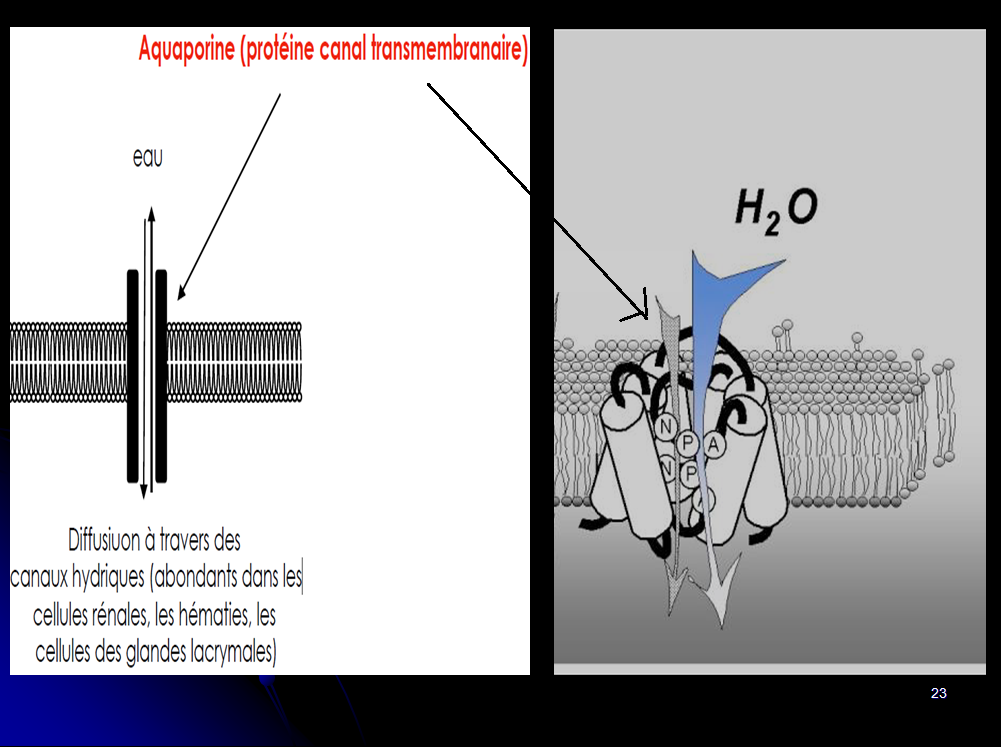 Aquaporine (protéine canal transmembranaire)
eau
Diffusiuon à travers des
canaux hydriques (abondants dans les
cellules rénales, les hématies, les
cellules des glandes lacrymales)
H₂O
N P A
N P A
23